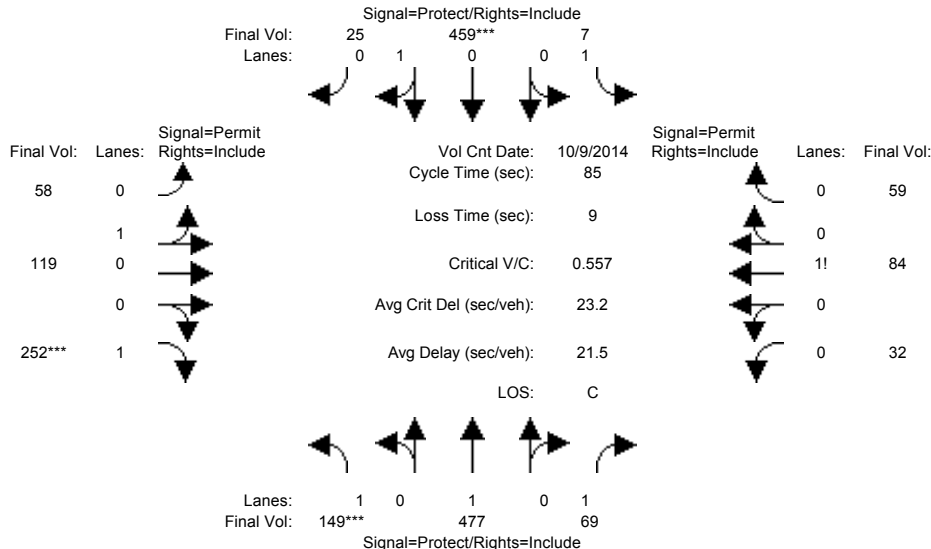 Signal=Protect/Rights=Include
Final Vol: 25 459*** 7
Lanes: 0 1 0 0 1
Signal=Permit Signal=Permit
Final Vol: Lanes: Rights=Include Vol Cnt Date: 10/9/2014 Rights=Include Lanes: Final Vol:
Cycle Time (sec): 85
58 0 0 59
Loss Time (sec): 9
1 0
119 0 Critical V/C: 0.557 1! 84
0 Avg Crit Del (sec/veh): 23.2 0
252*** 1 Avg Delay (sec/veh): 21.5 0 32
LOS: C
Lanes: 1 0 1 0 1
Final Vol: 149*** 477 69
Signal=Protect/Rights=Include